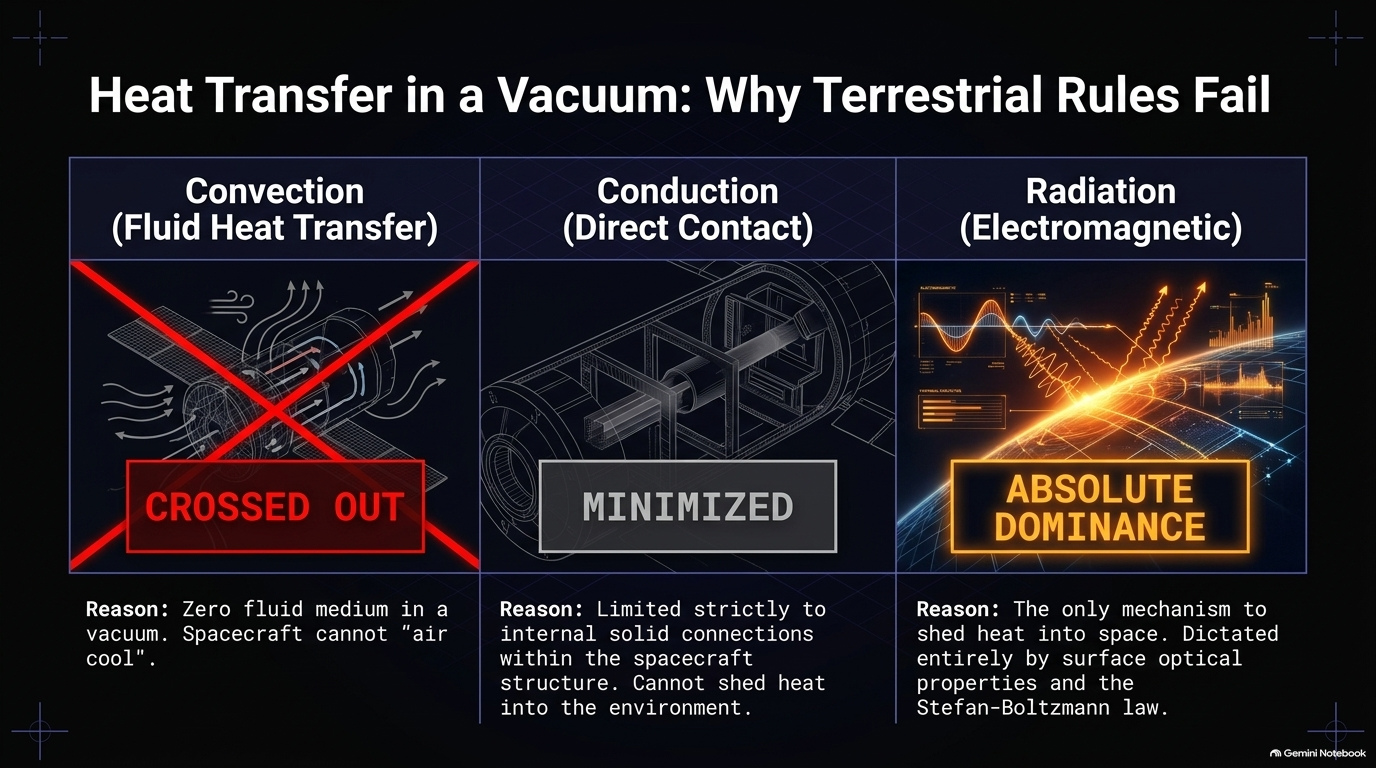 Heat Transfer in a Vacuum: Why Terrestrial Rules Fail
Convection
(Fluid Heat Transfer)
Conduction
(Direct Contact)
Radiation
(Electromagnetic)
CROSSED OUT
MINIMIZED
ABSOLUTE
DOMINANCE
Reason: Zero fluid medium in a
vacuum. Spacecraft cannot "air
cool".
Reason: Limited strictly to
internal solid connections
within the spacecraft
structure. Cannot shed heat
into the environment.
Reason: The only mechanism to
shed heat into space. Dictated
entirely by surface optical
properties and the
Stefan-Boltzmann law.
Gemini Notebook